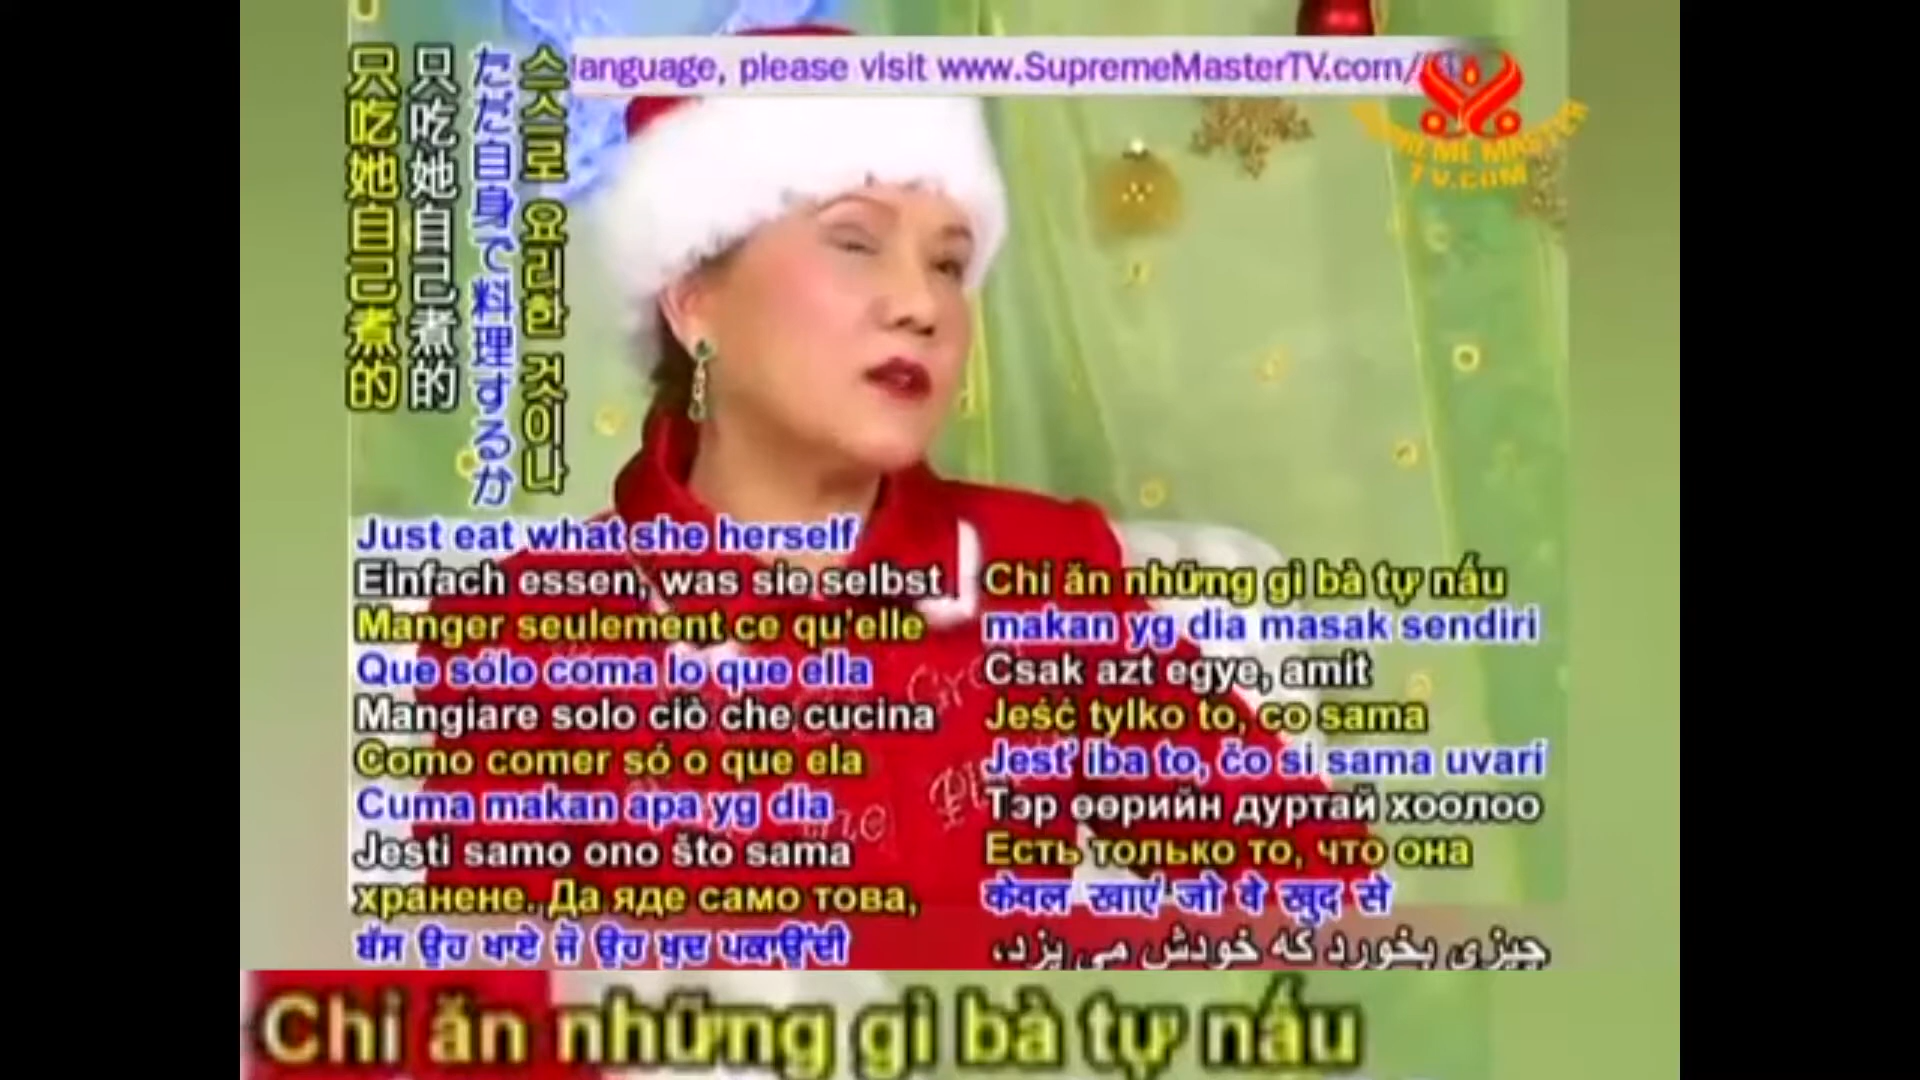 language, please visit www.SupremeMasterTV.com/
SUPREME MASTER
TV.COM
只吃她自己煮的
只吃她自己煮的
ただ自身で料理するか
스스로 요리한 것이나
Just eat what she herself
Einfach essen, was sie selbst
Manger seulement ce qu'elle
Que sólo coma lo que ella
Mangiare solo ciò che cucina
Como comer só o que ela
Cuma makan apa yg dia
Jesti samo ono što sama
хранене. Да яде само това,
ਬੱਸ ਉਹ ਖਾਏ ਜੋ ਉਹ ਖੁਦ ਪਕਾਉਂਦੀ
Chỉ ăn những gì bà tự nấu
makan yg dia masak sendiri
Csak azt egye, amit
Jeść tylko to, co sama
Jesť iba to, čo si sama uvarí
Тэр өөрийн дуртай хоолоо
Есть только то, что она
केवल खाएं जो वे खुद से
چیزی بخورد که خودش می پزد،
Chỉ ăn những gì bà tự nấu